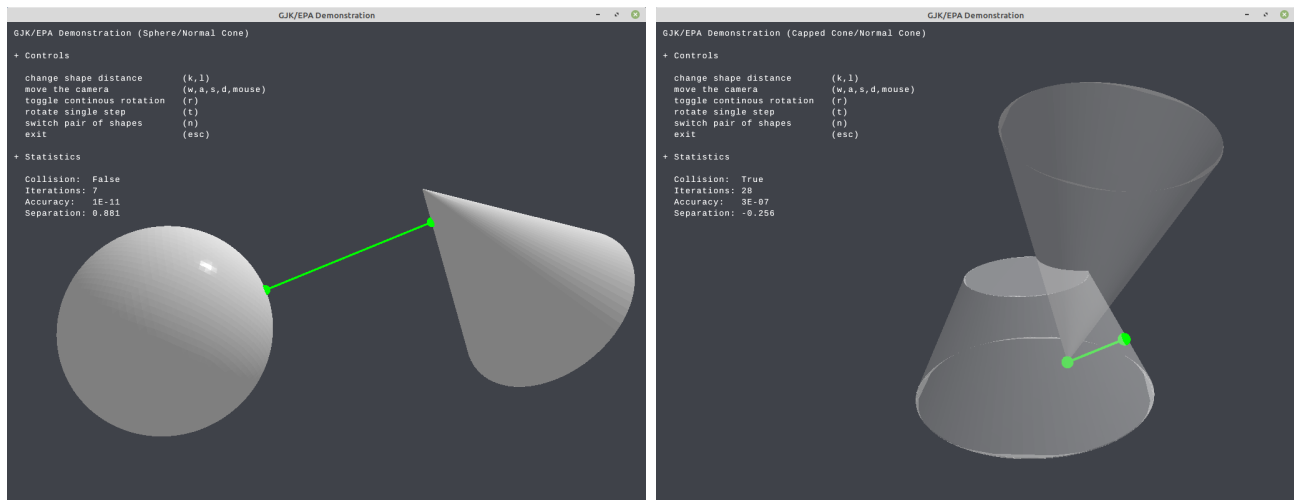 GJK/EPA Demonstration
GJK/EPA Demonstration (Sphere/Normal Cone)
+ Controls
change shape distance (k,l)
move the camera (w,a,s,d,mouse)
toggle continous rotation (r)
rotate single step (t)
switch pair of shapes (n)
exit (esc)
+ Statistics
Collision: False
Iterations: 7
Accuracy: 1E-11
Separation: 0.881
GJK/EPA Demonstration
GJK/EPA Demonstration (Capped Cone/Normal Cone)
+ Controls
change shape distance (k,l)
move the camera (w,a,s,d,mouse)
toggle continous rotation (r)
rotate single step (t)
switch pair of shapes (n)
exit (esc)
+ Statistics
Collision: True
Iterations: 28
Accuracy: 3E-07
Separation: -0.256